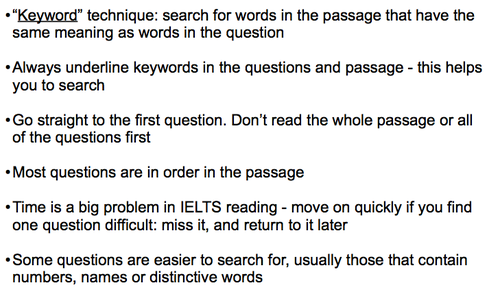 •“Keyword” technique: search for words in the passage that have the
same meaning as words in the question
•Always underline keywords in the questions and passage - this helps
you to search
•Go straight to the first question. Don’t read the whole passage or all
of the questions first
•Most questions are in order in the passage
•Time is a big problem in IELTS reading - move on quickly if you find
one question difficult: miss it, and return to it later
•Some questions are easier to search for, usually those that contain
numbers, names or distinctive words